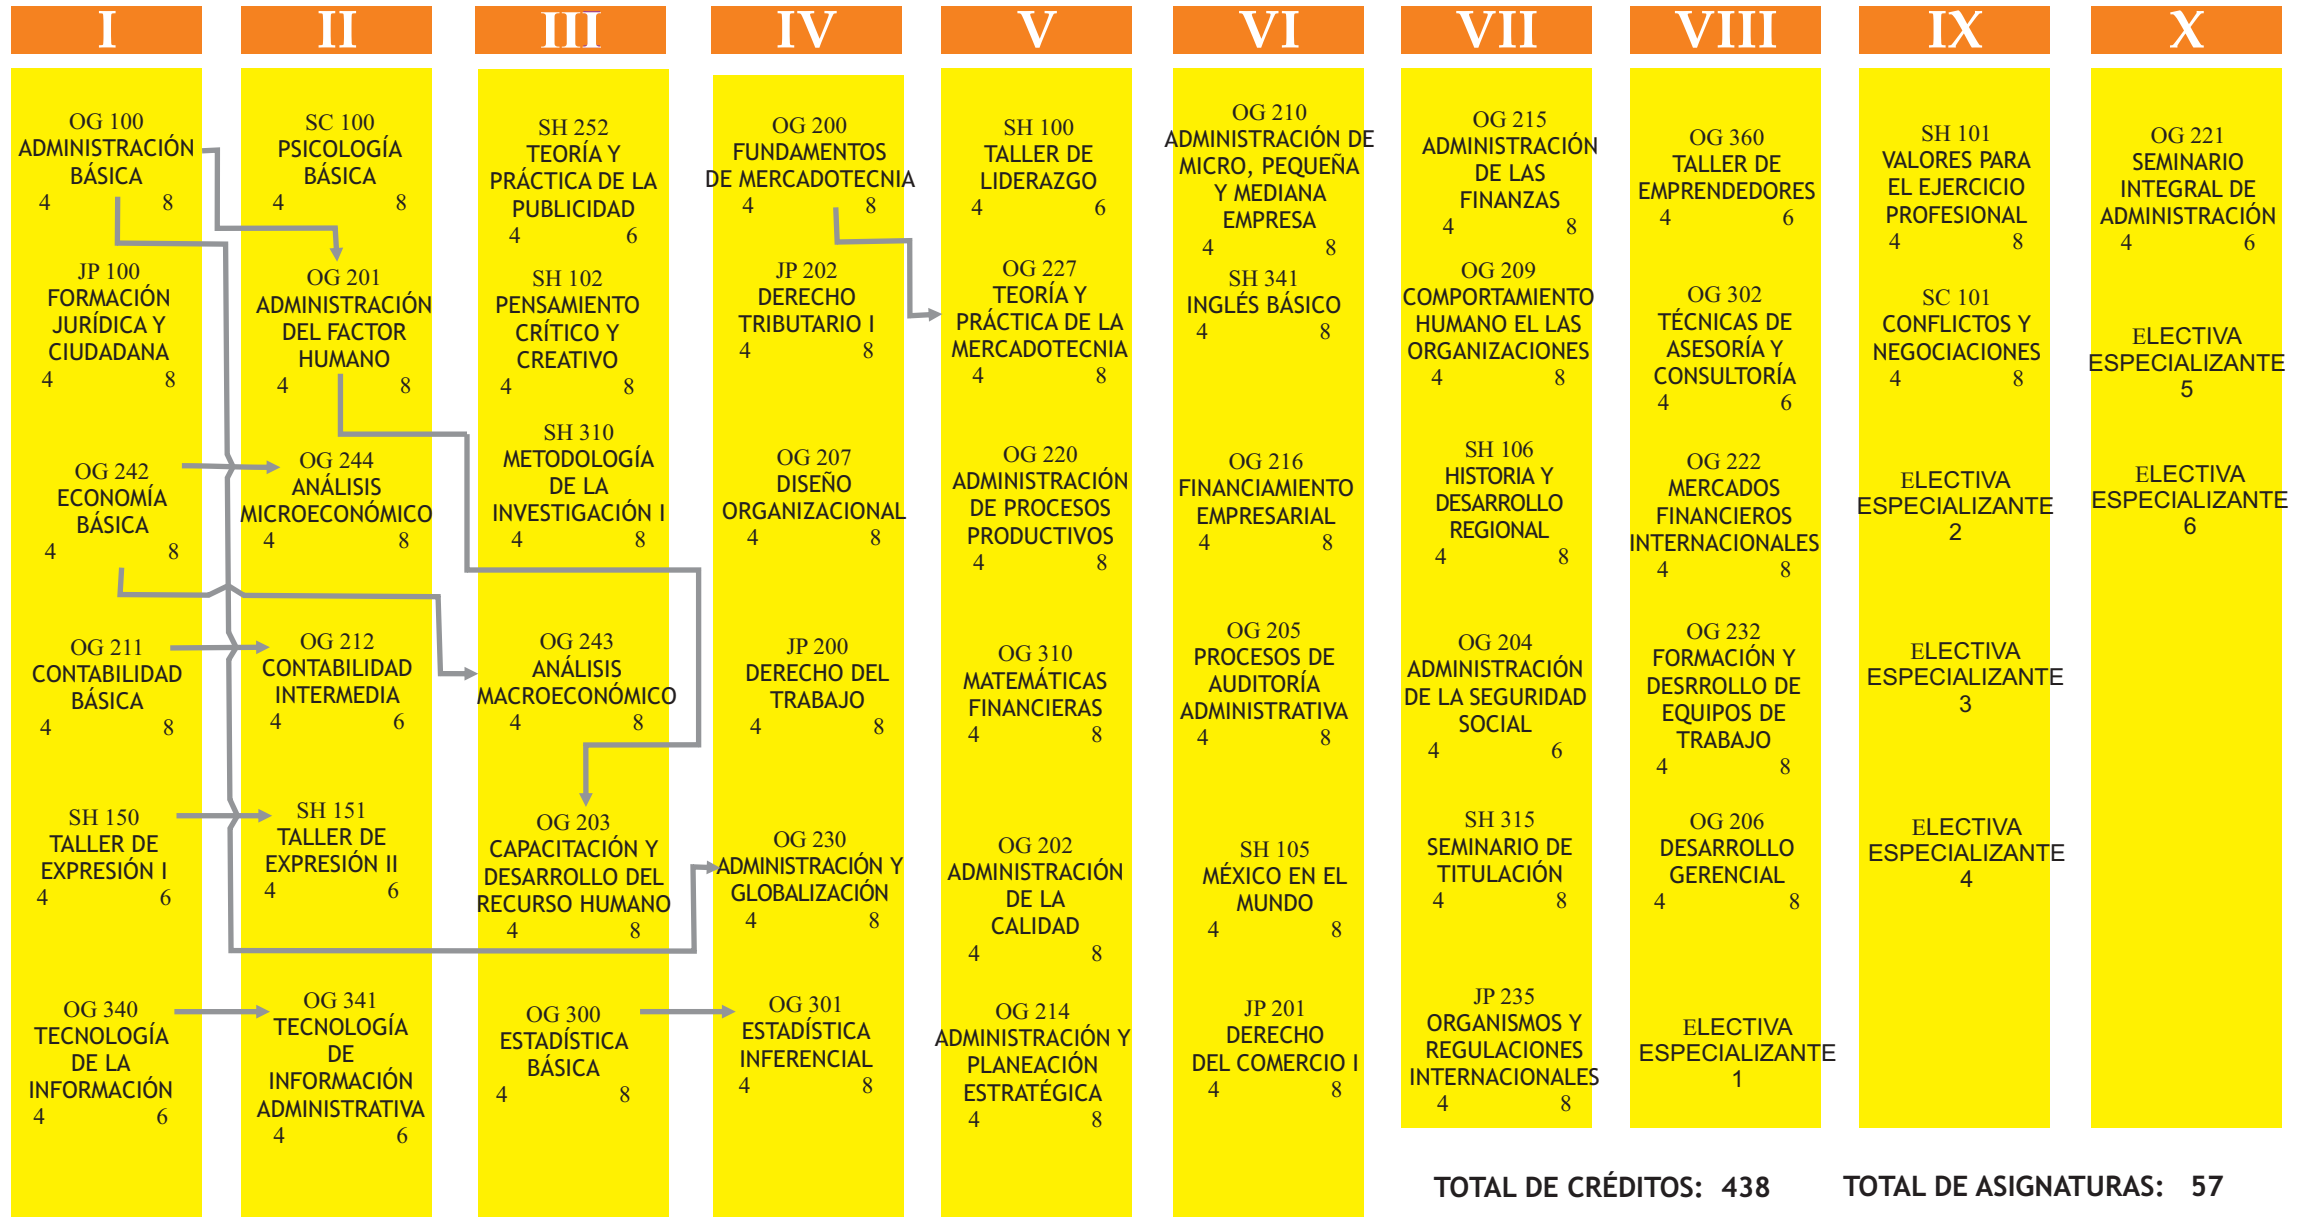 I
II
III
IV
V
VI
VII
VIII
IX
X
OG 100
ADMINISTRACIÓN
BÁSICA
4 8
JP 100
FORMACIÓN
JURÍDICA Y
CIUDADANA
4 8
OG 242
ECONOMÍA
BÁSICA
4 8
OG 211
CONTABILIDAD
BÁSICA
4 8
SH 150
TALLER DE
EXPRESIÓN I
4 6
OG 340
TECNOLOGÍA
DE LA
INFORMACIÓN
4 6
SC 100
PSICOLOGÍA
BÁSICA
4 8
OG 201
ADMINISTRACIÓN
DEL FACTOR
HUMANO
4 8
OG 244
ANÁLISIS
MICROECONÓMICO
4 8
OG 212
CONTABILIDAD
INTERMEDIA
4 6
SH 151
TALLER DE
EXPRESIÓN II
4 6
OG 341
TECNOLOGÍA
DE
INFORMACIÓN
ADMINISTRATIVA
4 6
SH 252
TEORÍA Y
PRÁCTICA DE LA
PUBLICIDAD
4 6
SH 102
PENSAMIENTO
CRÍTICO Y
CREATIVO
4 8
SH 310
METODOLOGÍA
DE LA
INVESTIGACIÓN I
4 8
OG 243
ANÁLISIS
MACROECONÓMICO
4 8
OG 203
CAPACITACIÓN Y
DESARROLLO DEL
RECURSO HUMANO
4 8
OG 300
ESTADÍSTICA
BÁSICA
4 8
OG 200
FUNDAMENTOS
DE MERCADOTECNIA
4 8
JP 202
DERECHO
TRIBUTARIO I
4 8
OG 207
DISEÑO
ORGANIZACIONAL
4 8
JP 200
DERECHO DEL
TRABAJO
4 8
OG 230
ADMINISTRACIÓN Y
GLOBALIZACIÓN
4 8
OG 301
ESTADÍSTICA
INFERENCIAL
4 8
SH 100
TALLER DE
LIDERAZGO
4 6
OG 227
TEORÍA Y
PRÁCTICA DE LA
MERCADOTECNIA
4 8
OG 220
ADMINISTRACIÓN
DE PROCESOS
PRODUCTIVOS
4 8
OG 310
MATEMÁTICAS
FINANCIERAS
4 8
OG 202
ADMINISTRACIÓN
DE LA
CALIDAD
4 8
OG 214
ADMINISTRACIÓN Y
PLANEACIÓN
ESTRATÉGICA
4 8
OG 210
ADMINISTRACIÓN DE
MICRO, PEQUEÑA
Y MEDIANA
EMPRESA
4 8
SH 341
INGLÉS BÁSICO
4 8
OG 216
FINANCIAMIENTO
EMPRESARIAL
4 8
OG 205
PROCESOS DE
AUDITORÍA
ADMINISTRATIVA
4 8
SH 105
MÉXICO EN EL
MUNDO
4 8
JP 201
DERECHO
DEL COMERCIO I
4 8
OG 215
ADMINISTRACIÓN
DE LAS
FINANZAS
4 8
OG 209
COMPORTAMIENTO
HUMANO EL LAS
ORGANIZACIONES
4 8
SH 106
HISTORIA Y
DESARROLLO
REGIONAL
4 8
OG 204
ADMINISTRACIÓN
DE LA SEGURIDAD
SOCIAL
4 6
SH 315
SEMINARIO DE
TITULACIÓN
4 8
JP 235
ORGANISMOS Y
REGULACIONES
INTERNACIONALES
4 8
OG 360
TALLER DE
EMPRENDEDORES
4 6
OG 302
TÉCNICAS DE
ASESORÍA Y
CONSULTORÍA
4 6
OG 222
MERCADOS
FINANCIEROS
INTERNACIONALES
4 8
OG 232
FORMACIÓN Y
DESRROLLO DE
EQUIPOS DE
TRABAJO
4 8
OG 206
DESARROLLO
GERENCIAL
4 8
ELECTIVA
ESPECIALIZANTE
1
SH 101
VALORES PARA
EL EJERCICIO
PROFESIONAL
4 8
SC 101
CONFLICTOS Y
NEGOCIACIONES
4 8
ELECTIVA
ESPECIALIZANTE
2
ELECTIVA
ESPECIALIZANTE
3
ELECTIVA
ESPECIALIZANTE
4
OG 221
SEMINARIO
INTEGRAL DE
ADMINISTRACIÓN
4 6
ELECTIVA
ESPECIALIZANTE
5
ELECTIVA
ESPECIALIZANTE
6
TOTAL DE CRÉDITOS: 438
TOTAL DE ASIGNATURAS: 57